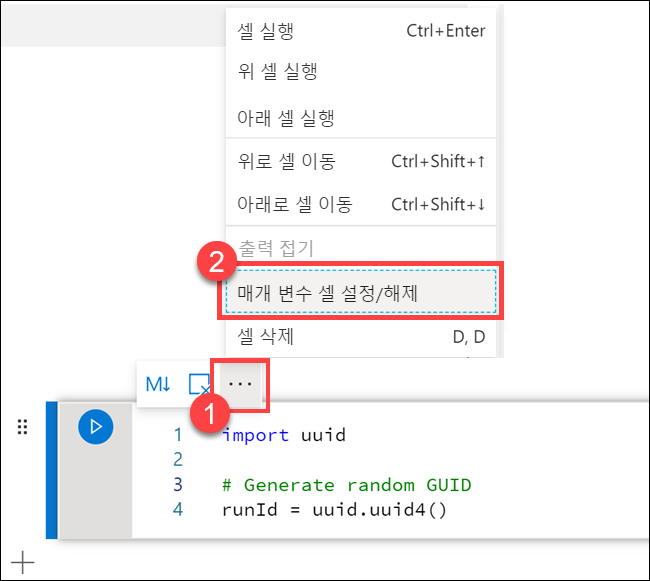 셀 실행 Ctrl+Enter
위 셀 실행
아래 셀 실행
위로 셀 이동 Ctrl+Shift+↑
아래로 셀 이동 Ctrl+Shift+↓
출력 접기
2
매개 변수 셀 설정/해제
셀 삭제 D, D
M↓ ···
1
1 import uuid
2
3 # Generate random GUID
4 runId = uuid.uuid4()